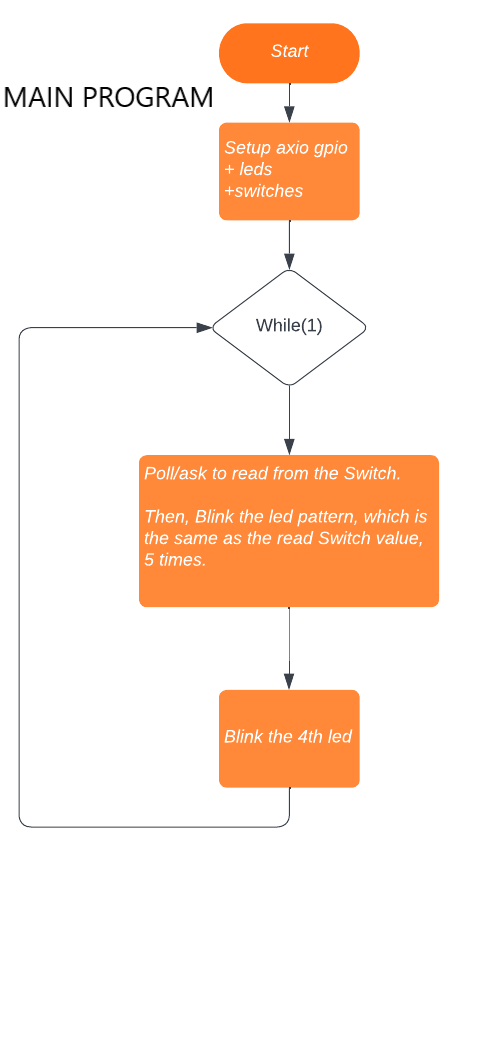 Start
MAIN PROGRAM
Setup axio gpio
+ leds
+switches
While(1)
Poll/ask to read from the Switch.
Then, Blink the led pattern, which is
the same as the read Switch value,
5 times.
Blink the 4th led